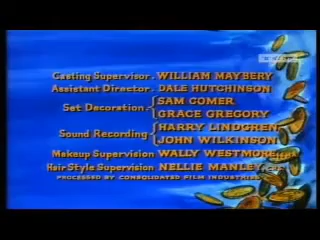 Casting Supervisor. WILLIAM MAYBERY
Assistant Director. DALE HUTCHINSON
Set Decoration SAM COMER
GRACE GREGORY
Sound Recording HARRY LINDGREN
JOHN WILKINSON
Makeup Supervision WALLY WESTMORE
Hair Style Supervision NELLIE MANLEY
PROCESSED BY CONSOLIDATED FILM INDUSTRIES